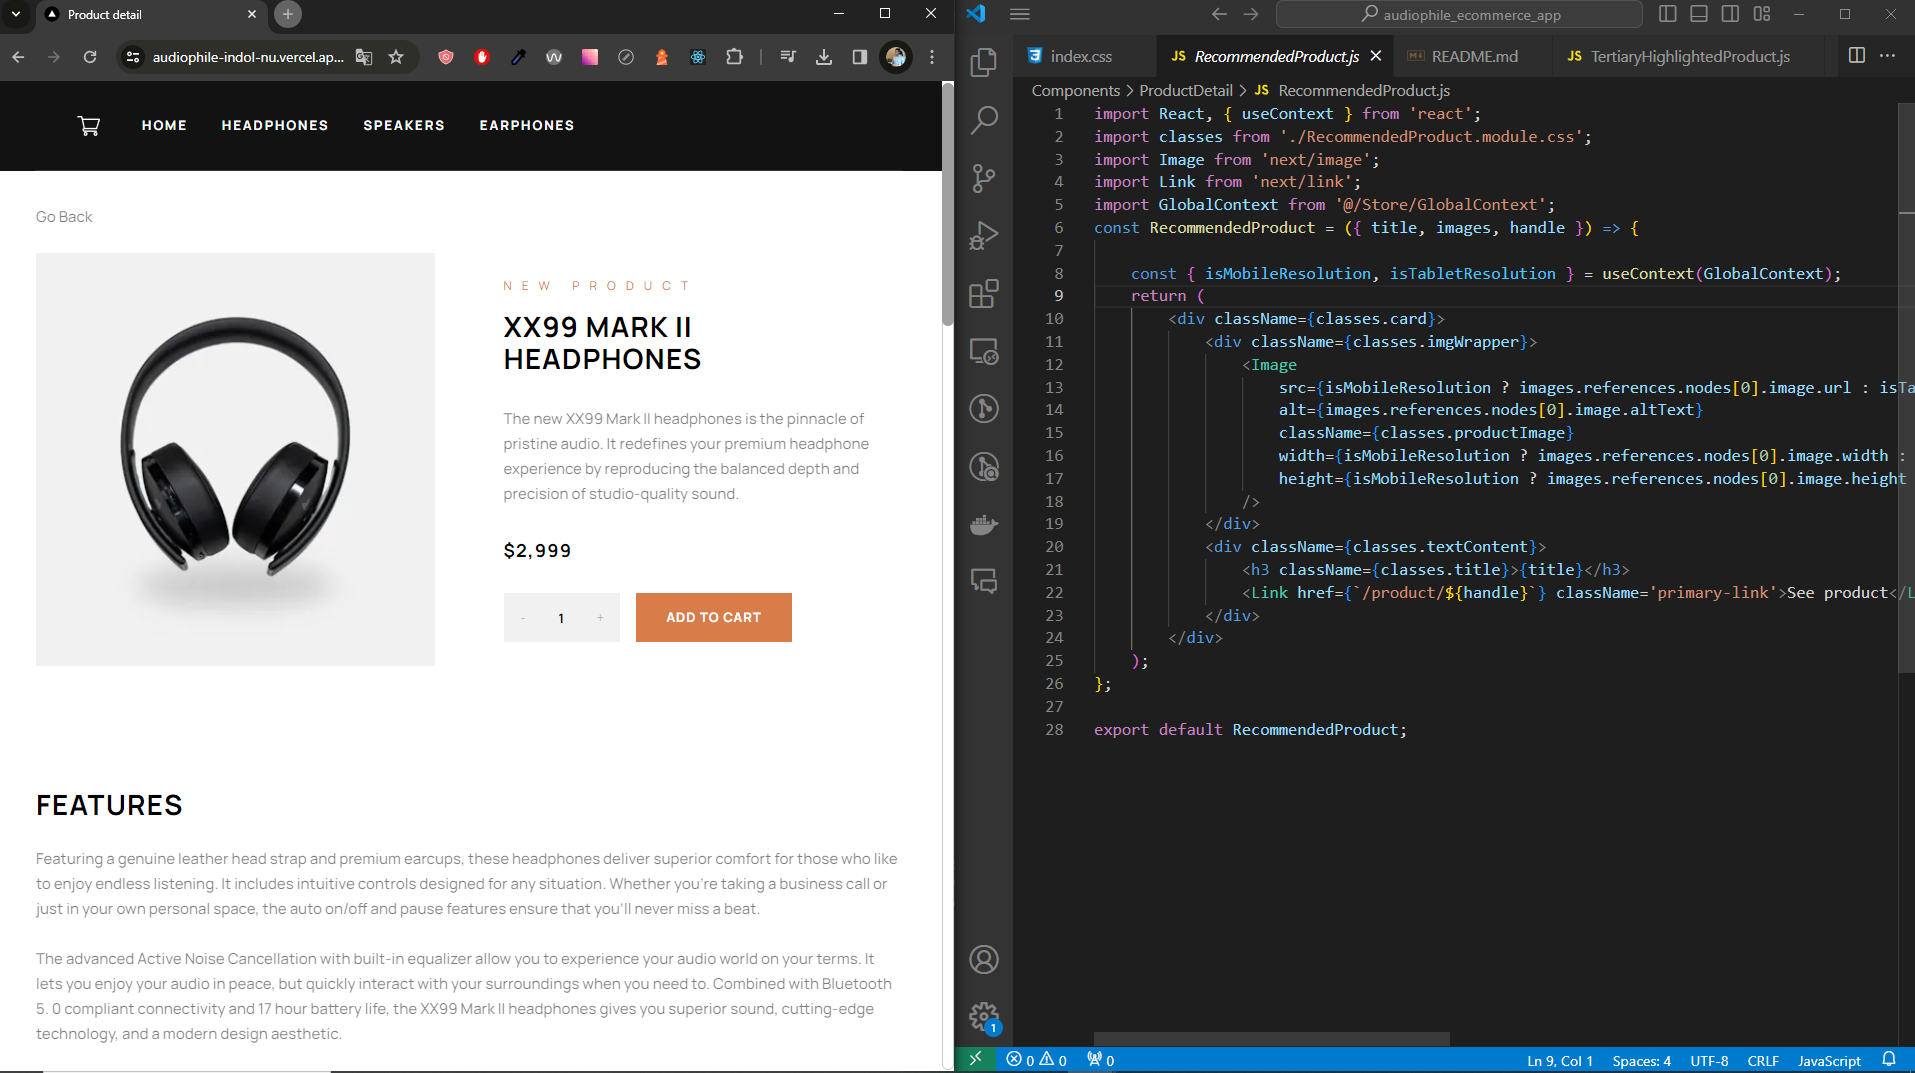 Product detail
audiophile-indol-nu.vercel.ap...
HOME
HEADPHONES
SPEAKERS
EARPHONES
Go Back
NEW PRODUCT
XX99 MARK II
HEADPHONES
The new XX99 Mark II headphones is the pinnacle of
pristine audio. It redefines your premium headphone
experience by reproducing the balanced depth and
precision of studio-quality sound.
$2,999
- 1 +
ADD TO CART
FEATURES
Featuring a genuine leather head strap and premium earcups, these headphones deliver superior comfort for those who like
to enjoy endless listening. It includes intuitive controls designed for any situation. Whether you're taking a business call or
just in your own personal space, the auto on/off and pause features ensure that you'll never miss a beat.
The advanced Active Noise Cancellation with built-in equalizer allow you to experience your audio world on your terms. It
lets you enjoy your audio in peace, but quickly interact with your surroundings when you need to. Combined with Bluetooth
5. 0 compliant connectivity and 17 hour battery life, the XX99 Mark II headphones gives you superior sound, cutting-edge
technology, and a modern design aesthetic.
audiophile_ecommerce_app
index.css
JS RecommendedProduct.js
README.md
JS TertiaryHighlightedProduct.js
Components > ProductDetail > JS RecommendedProduct.js
1 import React, { useContext } from 'react';
2 import classes from './RecommendedProduct.module.css';
3 import Image from 'next/image';
4 import Link from 'next/link';
5 import GlobalContext from '@/Store/GlobalContext';
6 const RecommendedProduct = ({ title, images, handle }) => {
7
8 const { isMobileResolution, isTabletResolution } = useContext(GlobalContext);
9 return (
10 <div className={classes.card}>
11 <div className={classes.imgWrapper}>
12 <Image
13 src={isMobileResolution ? images.references.nodes[0].image.url : isTa
14 alt={images.references.nodes[0].image.altText}
15 className={classes.productImage}
16 width={isMobileResolution ? images.references.nodes[0].image.width :
17 height={isMobileResolution ? images.references.nodes[0].image.height
18 />
19 </div>
20 <div className={classes.textContent}>
21 <h3 className={classes.title}>{title}</h3>
22 <Link href={`/product/${handle}`} className='primary-link'>See product</L
23 </div>
24 </div>
25 );
26 };
27
28 export default RecommendedProduct;
1
0 0 0
Ln 9, Col 1
Spaces: 4
UTF-8
CRLF
JavaScript